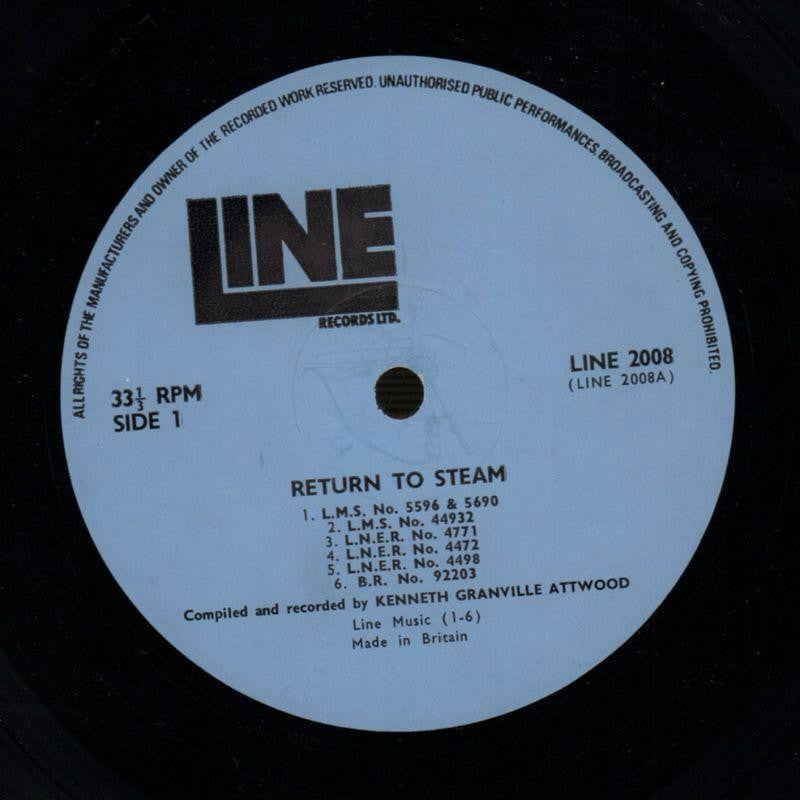 ALL RIGHTS OF THE MANUFACTURERS AND OWNER OF THE RECORDED WORK RESERVED. UNAUTHORISED PUBLIC PERFORMANCES, BROADCASTING AND COPYING PROHIBITED.
LINE
RECORDS LTD.
33⅓ RPM
SIDE 1
LINE 2008
(LINE 2008A)
RETURN TO STEAM
1. L.M.S. No. 5596 & 5690
2. L.M.S. No. 44932
3. L.N.E.R. No. 4771
4. L.N.E.R. No. 4472
5. L.N.E.R. No. 4498
6. B.R. No. 92203
Compiled and recorded by KENNETH GRANVILLE ATTWOOD
Line Music (1-6)
Made in Britain